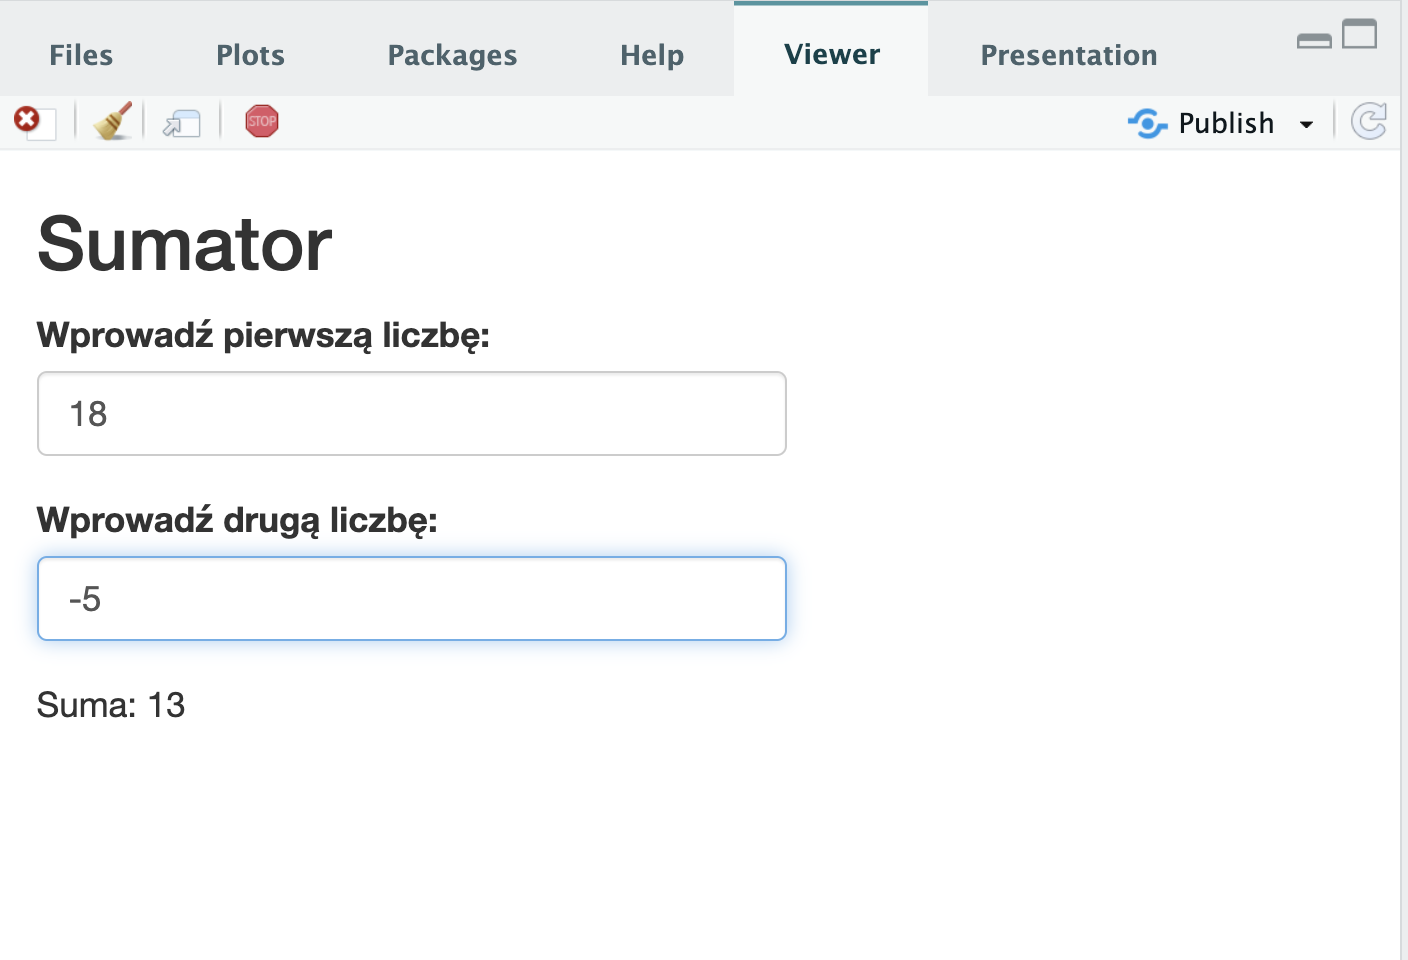 Files Plots Packages Help Viewer Presentation
STOP Publish
Sumator
Wprowadź pierwszą liczbę:
18
Wprowadź drugą liczbę:
-5
Suma: 13